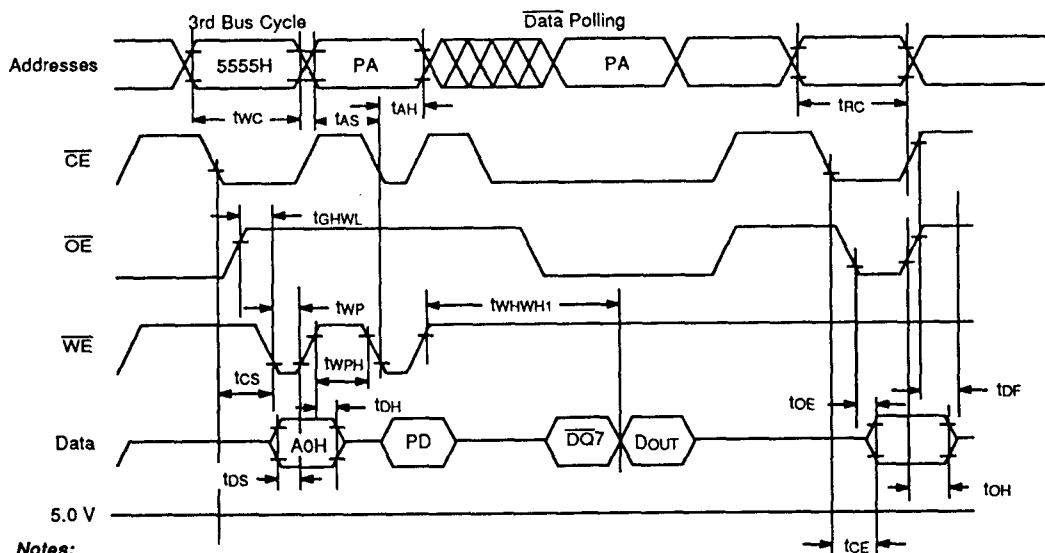 3rd Bus Cycle
Data Polling
Addresses
5555H
PA
PA
tWC
tAS
tAH
tRC
CE
tGHWL
OE
tWP
tWHWH1
WE
tCS
tWPH
tDH
tOE
tDF
Data
A0H
PD
DQ7
DOUT
tDS
tOH
5.0 V
tCE
Notes: